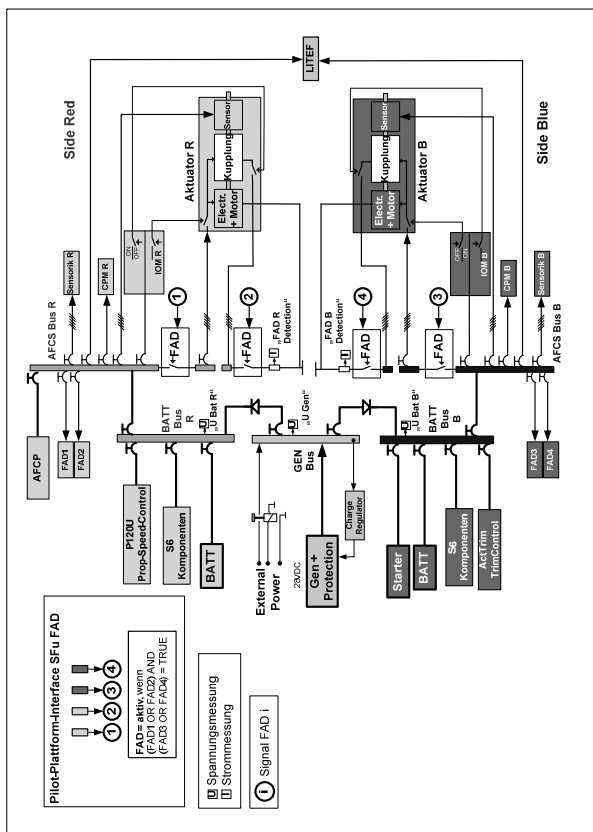 LITEF
Side Red
Aktuator R
Sensor
Kupplung
Electr.
+ Motor
Aktuator B
Sensor
Kupplung
Electr.
+ Motor
Side Blue
Sensorik R
CPM R
ON
OFF
IOM R
1
2
„FAD R
Detection“
„FAD B
Detection“
4
3
OFF
ON
IOM B
CPM B
Sensorik B
AFCS Bus R
FAD
FAD
FAD
FAD
AFCS Bus B
AFCP
FAD1
FAD2
BATT
Bus
R
„U Bat R“
„U Gen“
GEN
Bus
„U Bat B“
BATT
Bus
B
FAD3
FAD4
P120U
Prop-Speed-Control
S6
Komponenten
BATT
External
Power
28VDC
Gen +
Protection
Charge
Regulator
Starter
BATT
S6
Komponenten
ActTrim
TrimControl
Pilot-Plattform-Interface SFu FAD
1
2
3
4
FAD = aktiv, wenn
(FAD1 OR FAD2) AND
(FAD3 OR FAD4) = TRUE
U Spannungsmessung
I Strommessung
i Signal FAD i